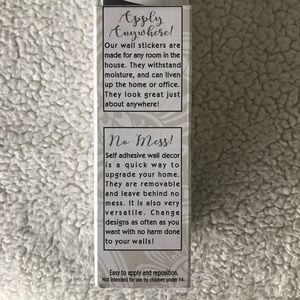 Apply
Anywhere!
Our wall stickers are
made for any room in the
house. They withstand
moisture, and can liven
up the home or office.
They look great just
about anywhere!
No Mess!
Self adhesive wall decor
is a quick way to
upgrade your home.
They are removable
and leave behind no
mess. It is also very
versatile. Change
designs as often as you
want with no harm done
to your walls!
Easy to apply and reposition.
Not intended for use by children under 14.